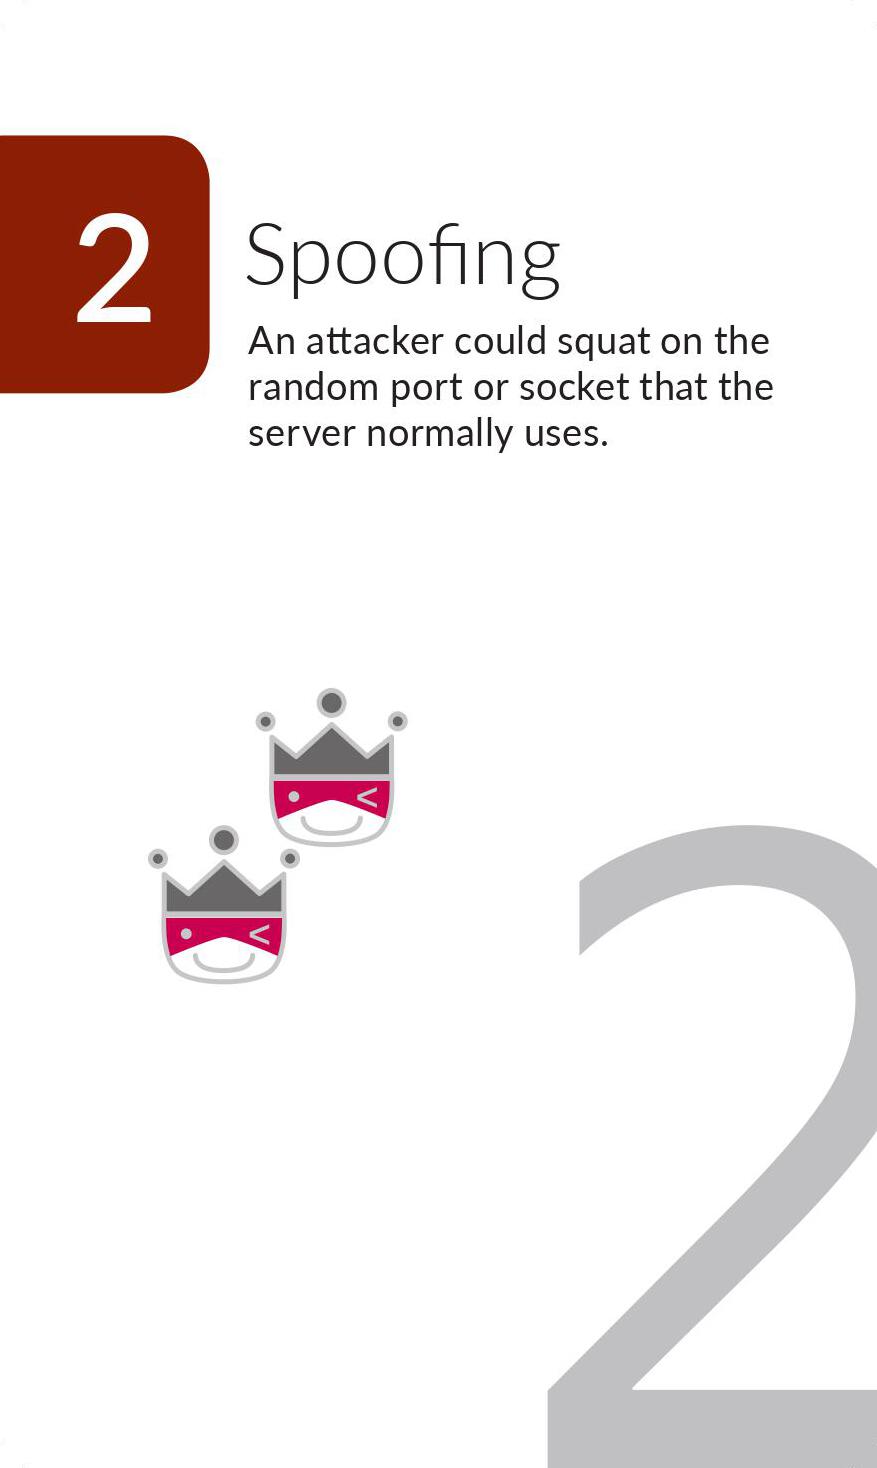 2
Spoofing
An attacker could squat on the
random port or socket that the
server normally uses.
2